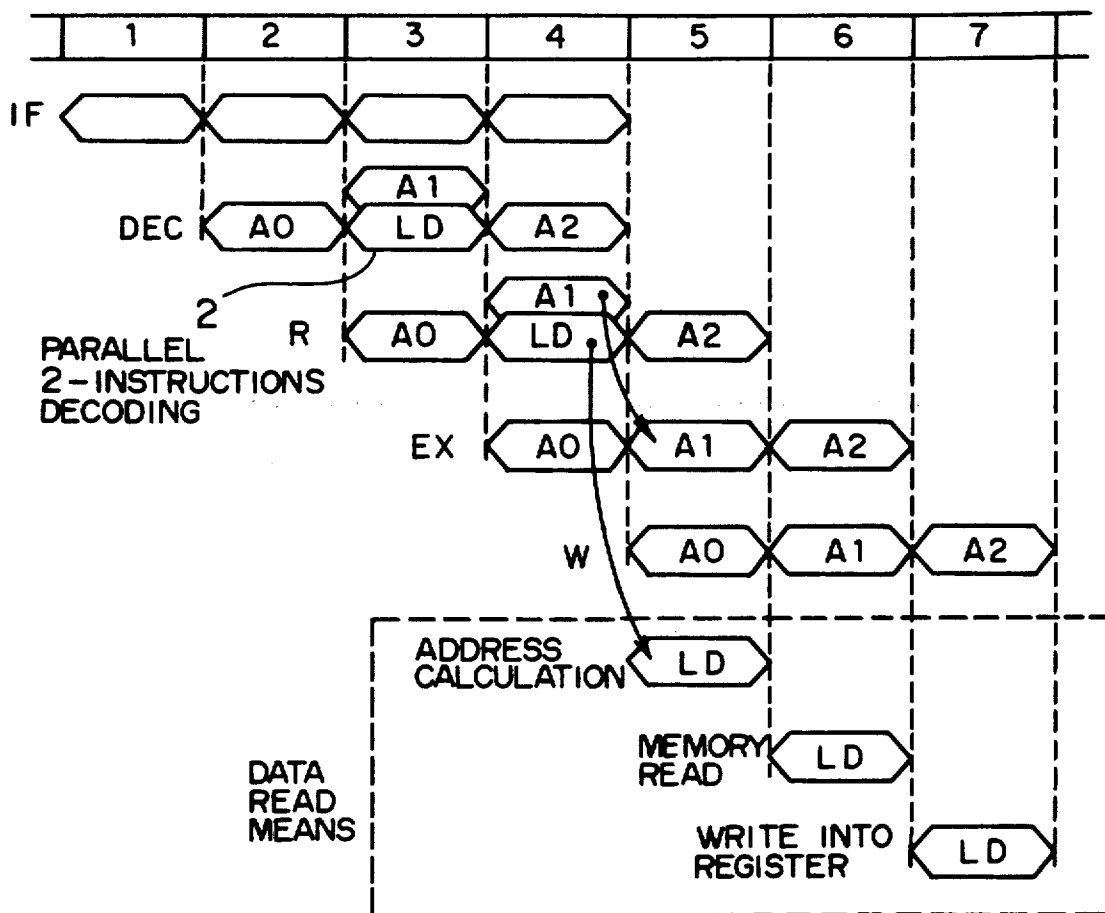 1 2 3 4 5 6 7
IF
A1
DEC A0 LD A2
2
A1
R A0 LD A2
PARALLEL
2-INSTRUCTIONS
DECODING
EX A0 A1 A2
W A0 A1 A2
ADDRESS
CALCULATION
LD
MEMORY
READ
LD
DATA
READ
MEANS
WRITE INTO
REGISTER
LD